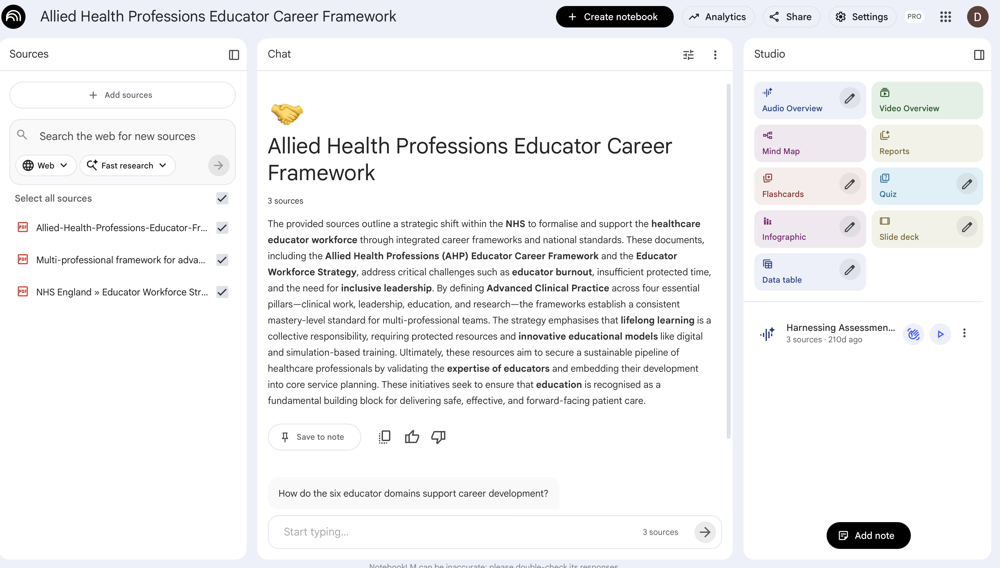 Allied Health Professions Educator Career Framework
Create notebook
Analytics
Share
Settings
PRO
D
Sources
Add sources
Search the web for new sources
Web
Fast research
Select all sources
PDF Allied-Health-Professions-Educator-Fr...
PDF Multi-professional framework for adva...
PDF NHS England » Educator Workforce Str...
Chat
Allied Health Professions Educator Career
Framework
3 sources
The provided sources outline a strategic shift within the NHS to formalise and support the healthcare
educator workforce through integrated career frameworks and national standards. These documents,
including the Allied Health Professions (AHP) Educator Career Framework and the Educator
Workforce Strategy, address critical challenges such as educator burnout, insufficient protected time,
and the need for inclusive leadership. By defining Advanced Clinical Practice across four essential
pillars—clinical work, leadership, education, and research—the frameworks establish a consistent
mastery-level standard for multi-professional teams. The strategy emphasises that lifelong learning is a
collective responsibility, requiring protected resources and innovative educational models like digital
and simulation-based training. Ultimately, these resources aim to secure a sustainable pipeline of
healthcare professionals by validating the expertise of educators and embedding their development
into core service planning. These initiatives seek to ensure that education is recognised as a
fundamental building block for delivering safe, effective, and forward-facing patient care.
Save to note
How do the six educator domains support career development?
Start typing...
3 sources
NotebookLM can be inaccurate; please double-check its responses.
Studio
Audio Overview
Video Overview
Mind Map
Reports
Flashcards
Quiz
Infographic
Slide deck
Data table
Harnessing Assessmen...
3 sources · 210d ago
Add note